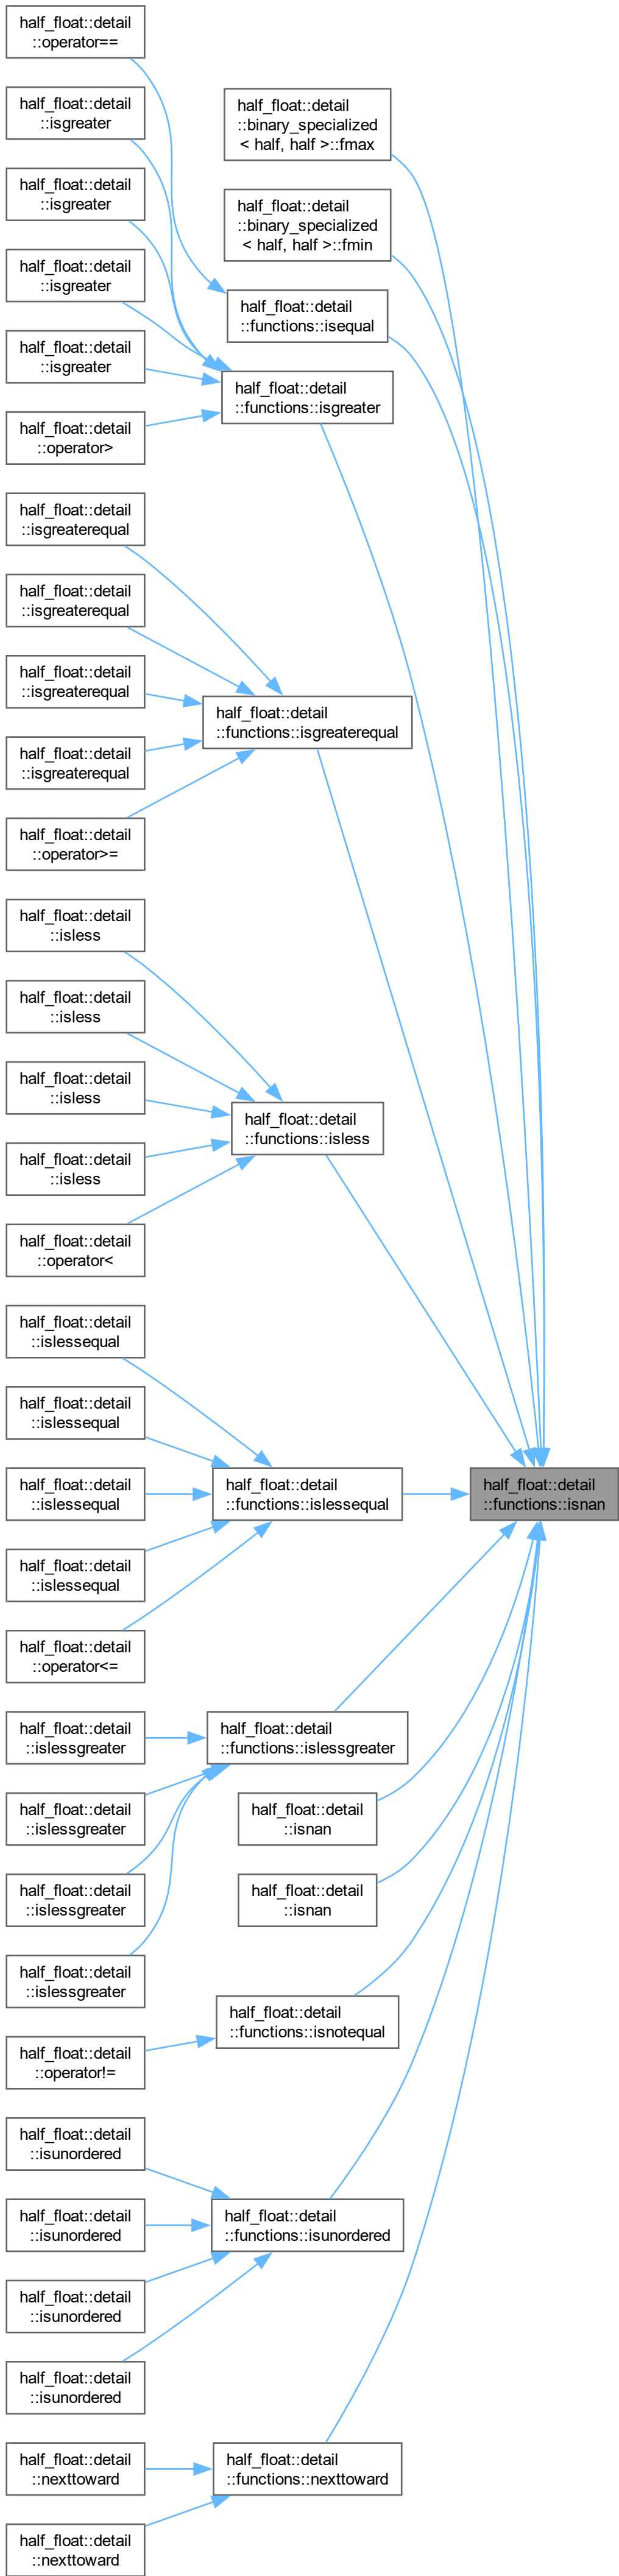 half_float::detail
::operator==
half_float::detail
::isgreater
half_float::detail
::isgreater
half_float::detail
::isgreater
half_float::detail
::isgreater
half_float::detail
::operator>
half_float::detail
::isgreaterequal
half_float::detail
::isgreaterequal
half_float::detail
::isgreaterequal
half_float::detail
::isgreaterequal
half_float::detail
::operator>=
half_float::detail
::isless
half_float::detail
::isless
half_float::detail
::isless
half_float::detail
::isless
half_float::detail
::operator<
half_float::detail
::islessequal
half_float::detail
::islessequal
half_float::detail
::islessequal
half_float::detail
::islessequal
half_float::detail
::operator<=
half_float::detail
::islessgreater
half_float::detail
::islessgreater
half_float::detail
::islessgreater
half_float::detail
::islessgreater
half_float::detail
::operator!=
half_float::detail
::isunordered
half_float::detail
::isunordered
half_float::detail
::isunordered
half_float::detail
::isunordered
half_float::detail
::nexttoward
half_float::detail
::nexttoward
half_float::detail
::binary_specialized
< half, half >::fmax
half_float::detail
::binary_specialized
< half, half >::fmin
half_float::detail
::functions::isequal
half_float::detail
::functions::isgreater
half_float::detail
::functions::isgreaterequal
half_float::detail
::functions::isless
half_float::detail
::functions::islessequal
half_float::detail
::functions::islessgreater
half_float::detail
::isnan
half_float::detail
::isnan
half_float::detail
::functions::isnotequal
half_float::detail
::functions::isunordered
half_float::detail
::functions::nexttoward
half_float::detail
::functions::isnan